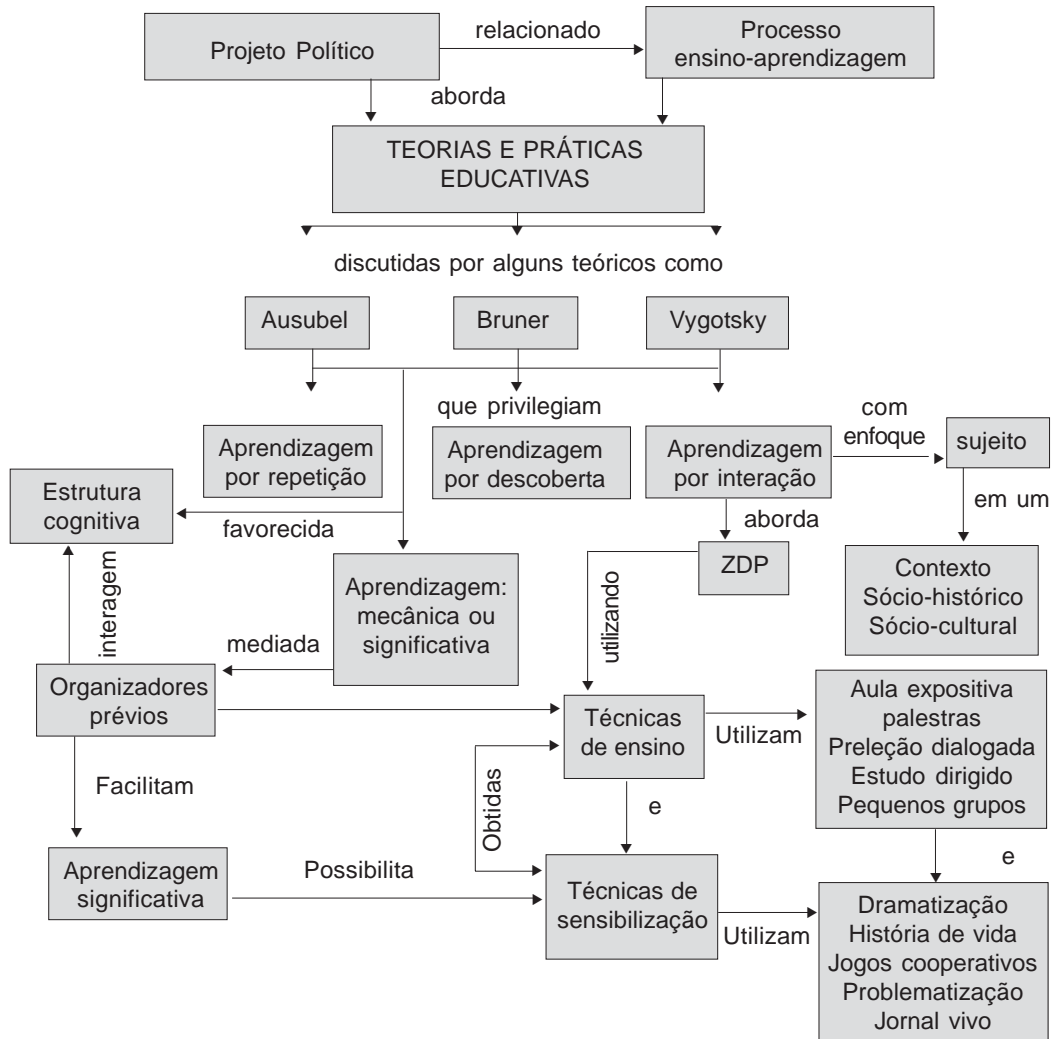 Projeto Político
relacionado
Processo
ensino-aprendizagem
aborda
TEORIAS E PRÁTICAS
EDUCATIVAS
discutidas por alguns teóricos como
Ausubel
Bruner
Vygotsky
que privilegiam
Aprendizagem
por repetição
Aprendizagem
por descoberta
Aprendizagem
por interação
com
enfoque
sujeito
em um
Contexto
Sócio-histórico
Sócio-cultural
Estrutura
cognitiva
favorecida
aborda
ZDP
interagem
Aprendizagem:
mecânica ou
significativa
utilizando
mediada
Organizadores
prévios
Técnicas
de ensino
Utilizam
Aula expositiva
palestras
Preleção dialogada
Estudo dirigido
Pequenos grupos
Facilitam
Obtidas
e
e
Aprendizagem
significativa
Possibilita
Técnicas de
sensibilização
Utilizam
Dramatização
História de vida
Jogos cooperativos
Problematização
Jornal vivo